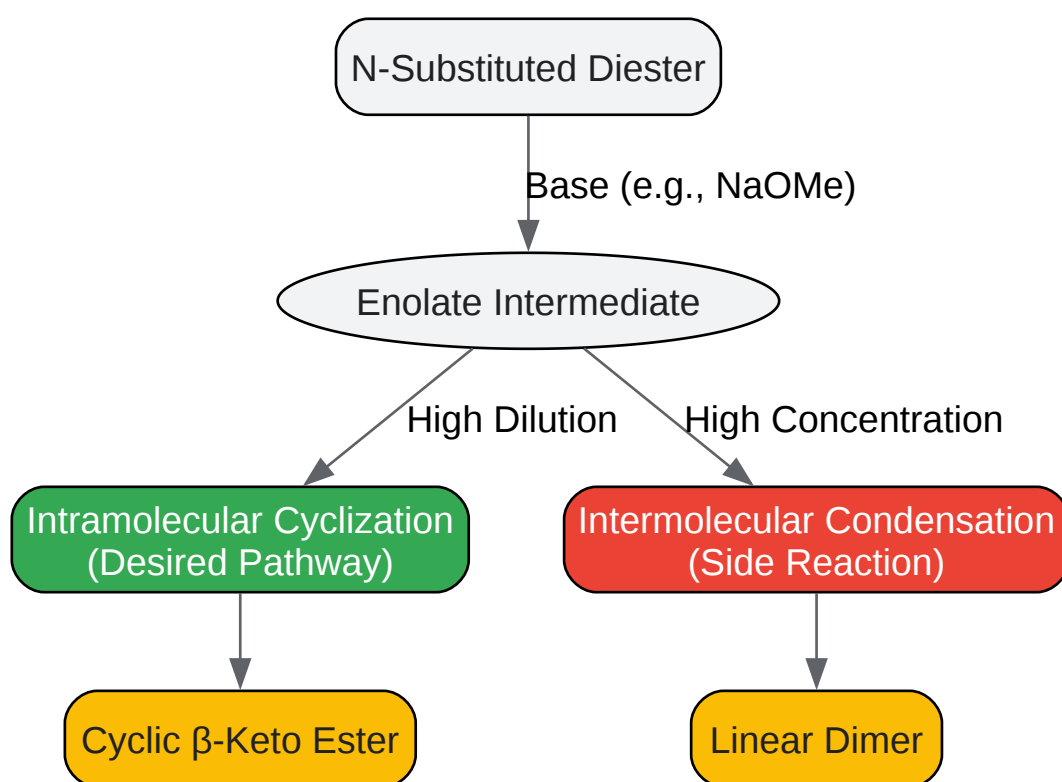 N-Substituted Diester
Base (e.g., NaOMe)
Enolate Intermediate
High Dilution
High Concentration
Intramolecular Cyclization
(Desired Pathway)
Intermolecular Condensation
(Side Reaction)
Cyclic β-Keto Ester
Linear Dimer